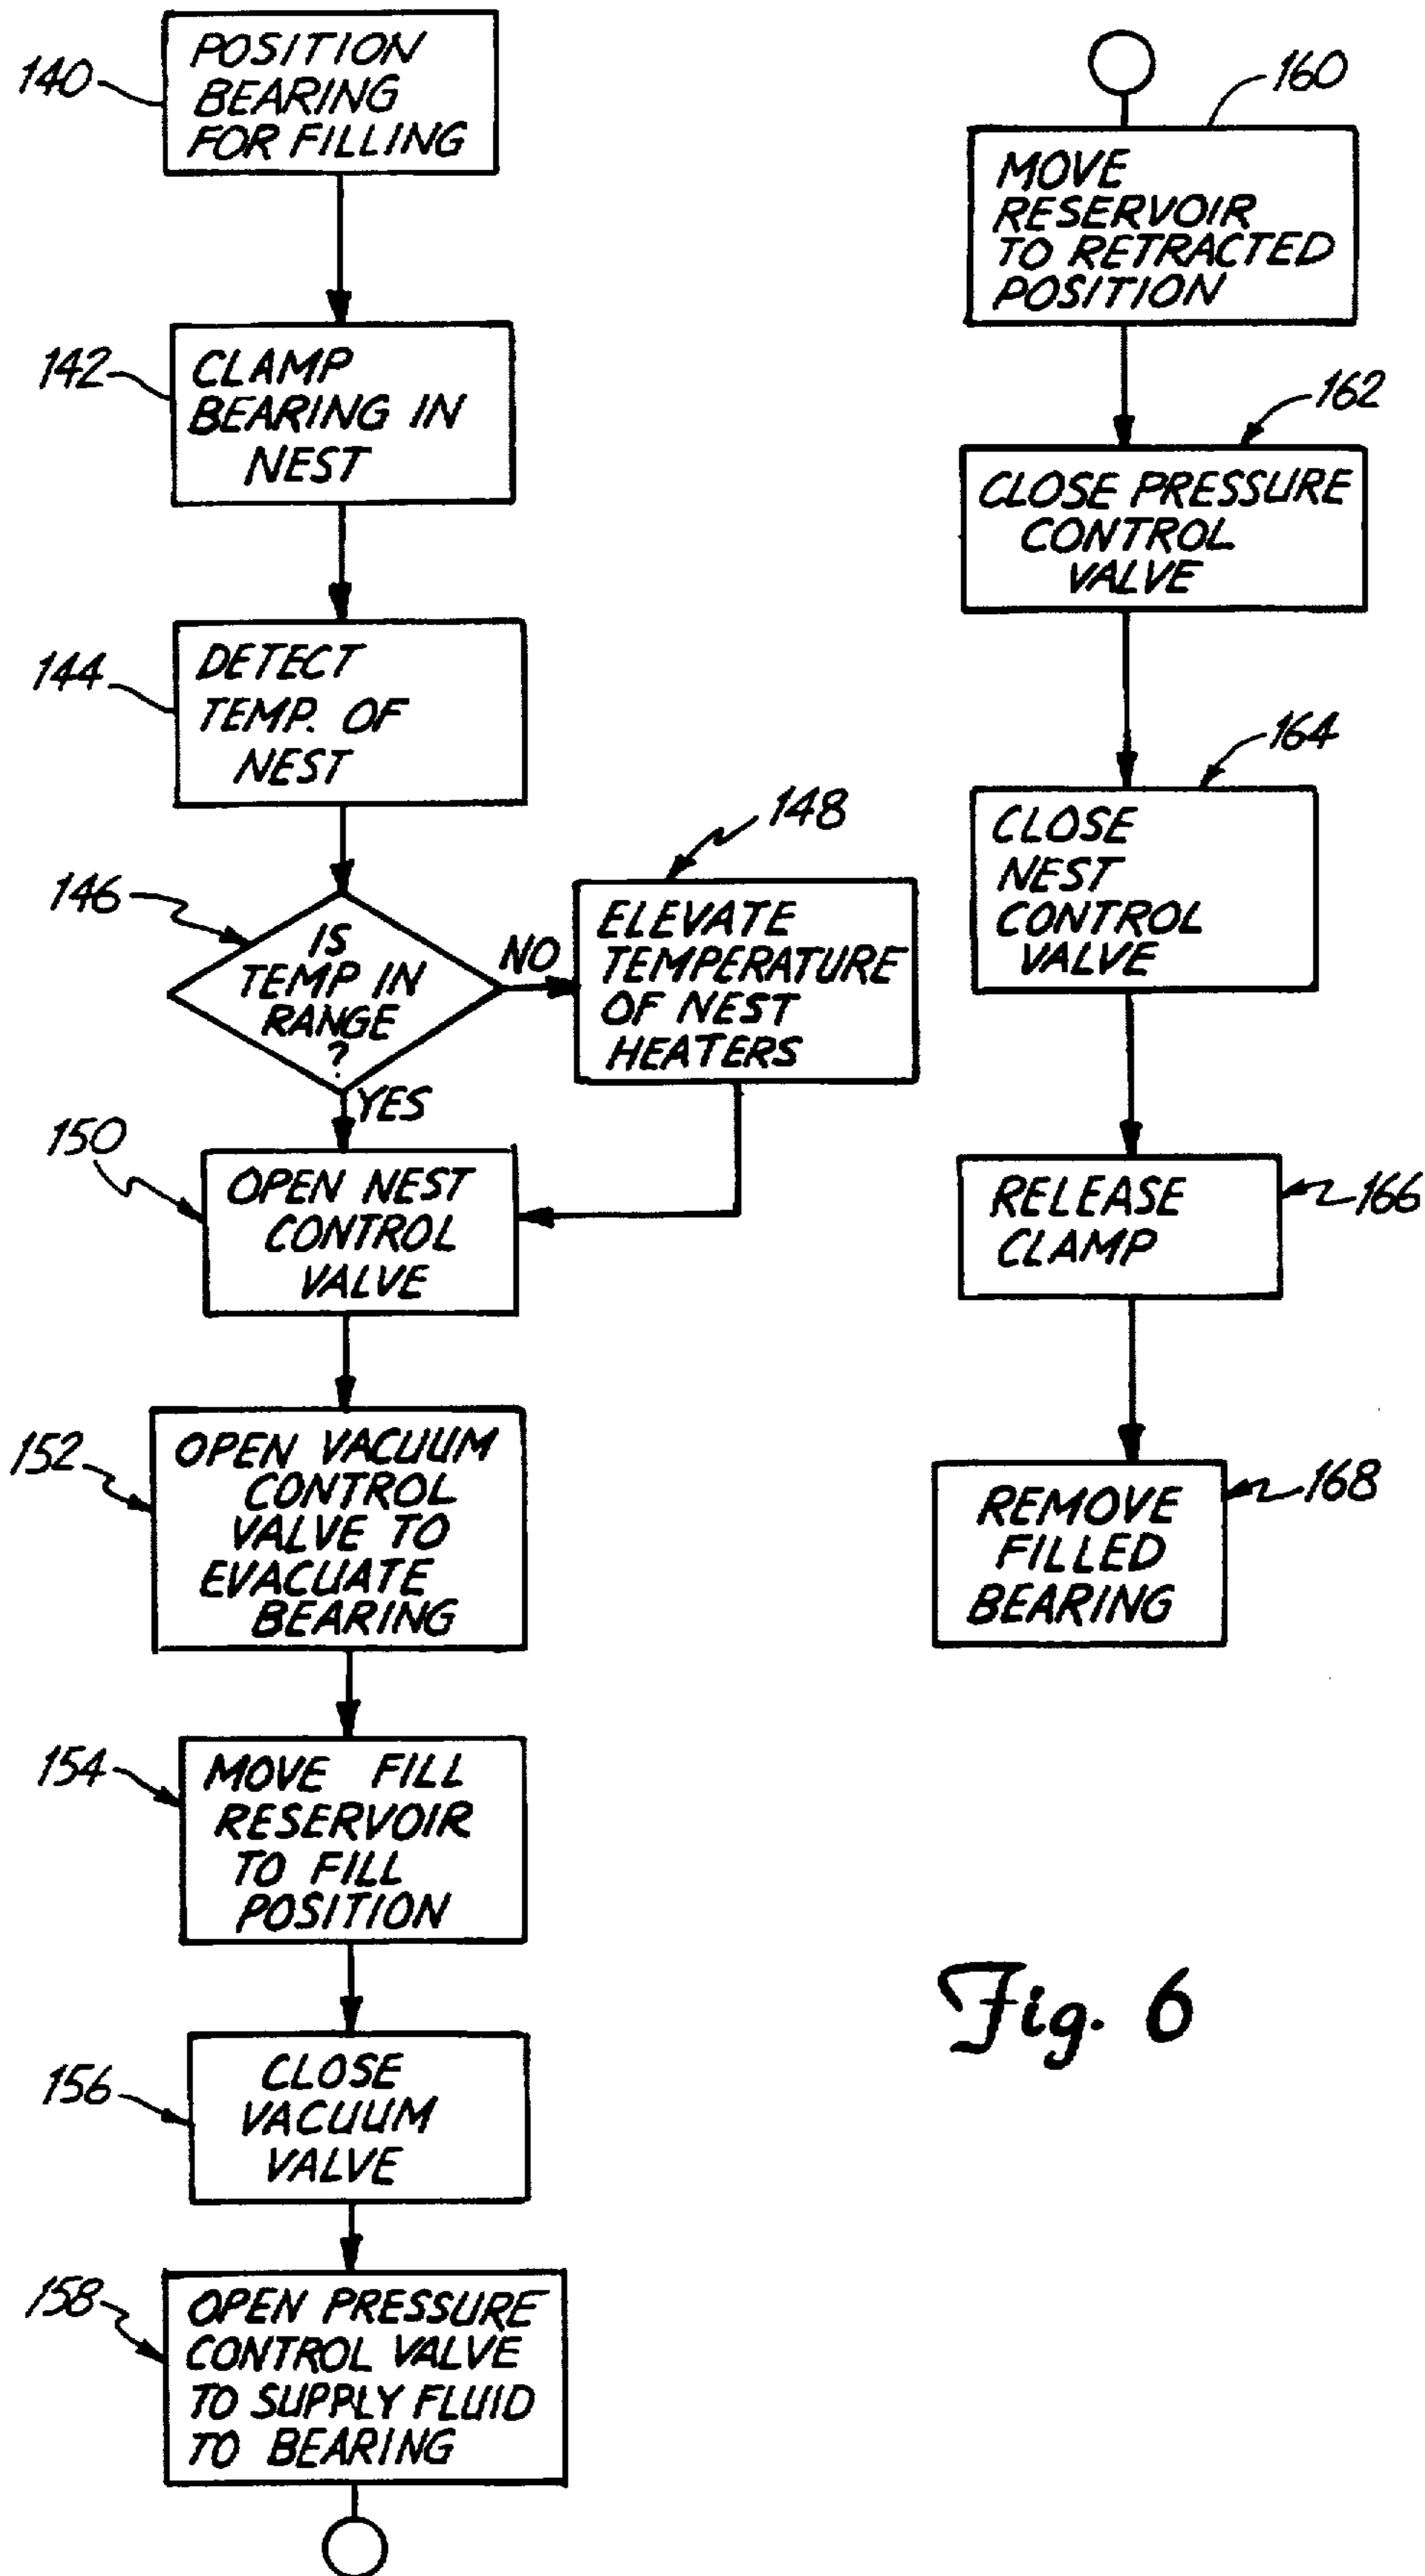 140
POSITION
BEARING
FOR FILLING
142
CLAMP
BEARING IN
NEST
144
DETECT
TEMP. OF
NEST
146
IS
TEMP IN
RANGE
?
NO
YES
148
ELEVATE
TEMPERATURE
OF NEST
HEATERS
150
OPEN NEST
CONTROL
VALVE
152
OPEN VACUUM
CONTROL
VALVE TO
EVACUATE
BEARING
154
MOVE FILL
RESERVOIR
TO FILL
POSITION
156
CLOSE
VACUUM
VALVE
158
OPEN PRESSURE
CONTROL VALVE
TO SUPPLY FLUID
TO BEARING
160
MOVE
RESERVOIR
TO RETRACTED
POSITION
162
CLOSE PRESSURE
CONTROL
VALVE
164
CLOSE
NEST
CONTROL
VALVE
166
RELEASE
CLAMP
168
REMOVE
FILLED
BEARING
Fig. 6